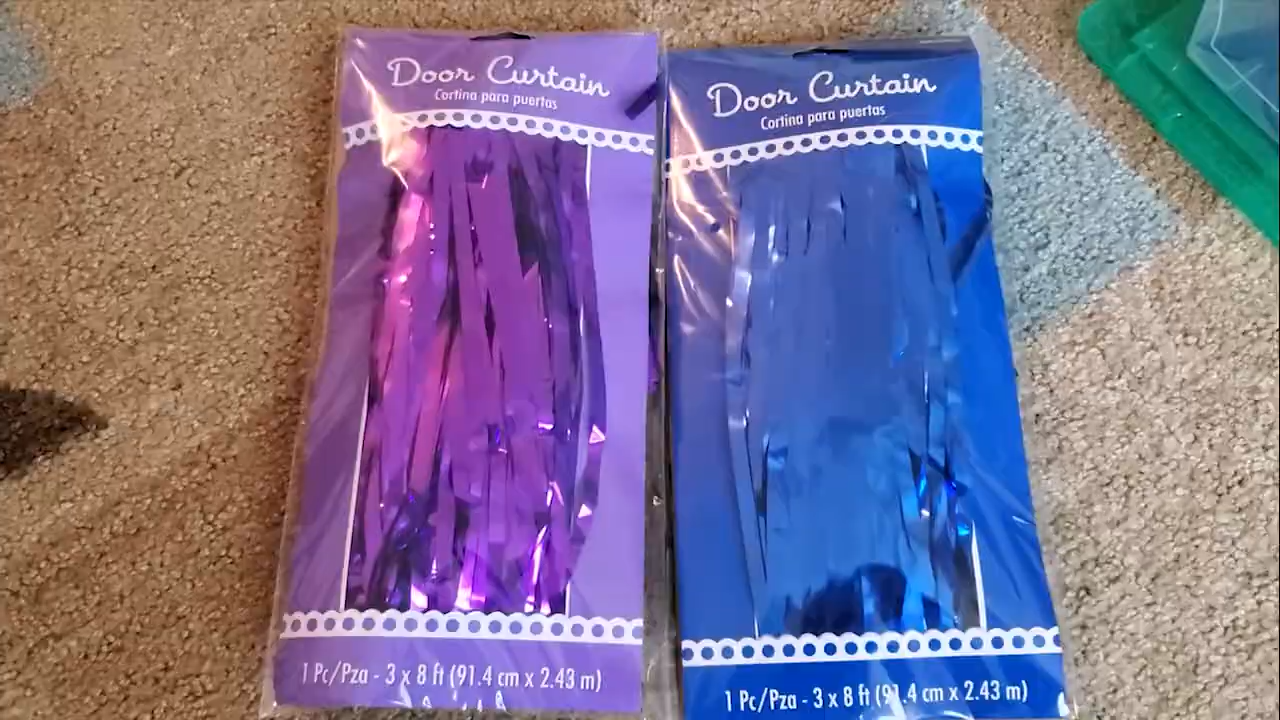 Door Curtain
Cortina para puertas
1 Pc/Pza - 3 x 8 ft (91.4 cm x 2.43 m)
Door Curtain
Cortina para puertas
1 Pc/Pza - 3 x 8 ft (91.4 cm x 2.43 m)